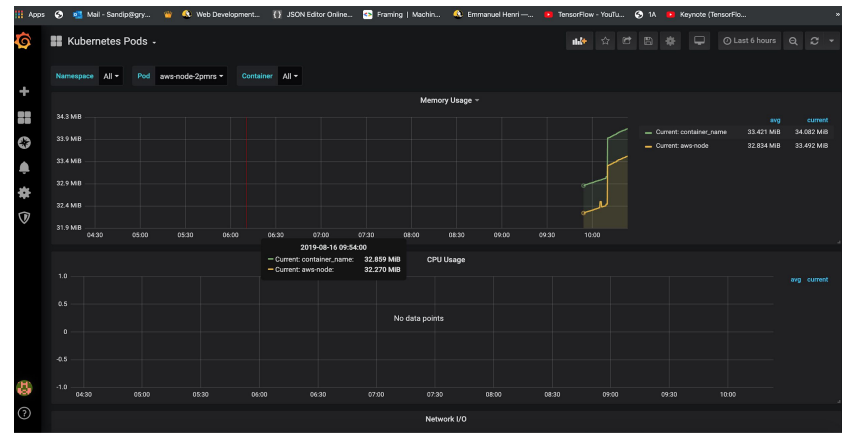 Apps Mail - Sandip@gry... Web Development... JSON Editor Online... Framing | Machin... Emmanuel Henri —... TensorFlow - YouTu... 1A Keynote (TensorFlo... »
Kubernetes Pods
Last 6 hours
Namespace All Pod aws-node-2pmrs Container All
Memory Usage
34.3 MiB
33.9 MiB
33.4 MiB
32.9 MiB
32.4 MiB
31.9 MiB
04:30 05:00 05:30 06:00 06:30 07:00 07:30 08:00 08:30 09:00 09:30 10:00
avg current
Current: container_name 33.421 MiB 34.082 MiB
Current: aws-node 32.834 MiB 33.492 MiB
2019-08-16 09:54:00
Current: container_name: 32.859 MiB
Current: aws-node: 32.270 MiB
CPU Usage
1.0
0.5
0
-0.5
-1.0
No data points
avg current
04:30 05:00 05:30 06:00 06:30 07:00 07:30 08:00 08:30 09:00 09:30 10:00
Network I/O